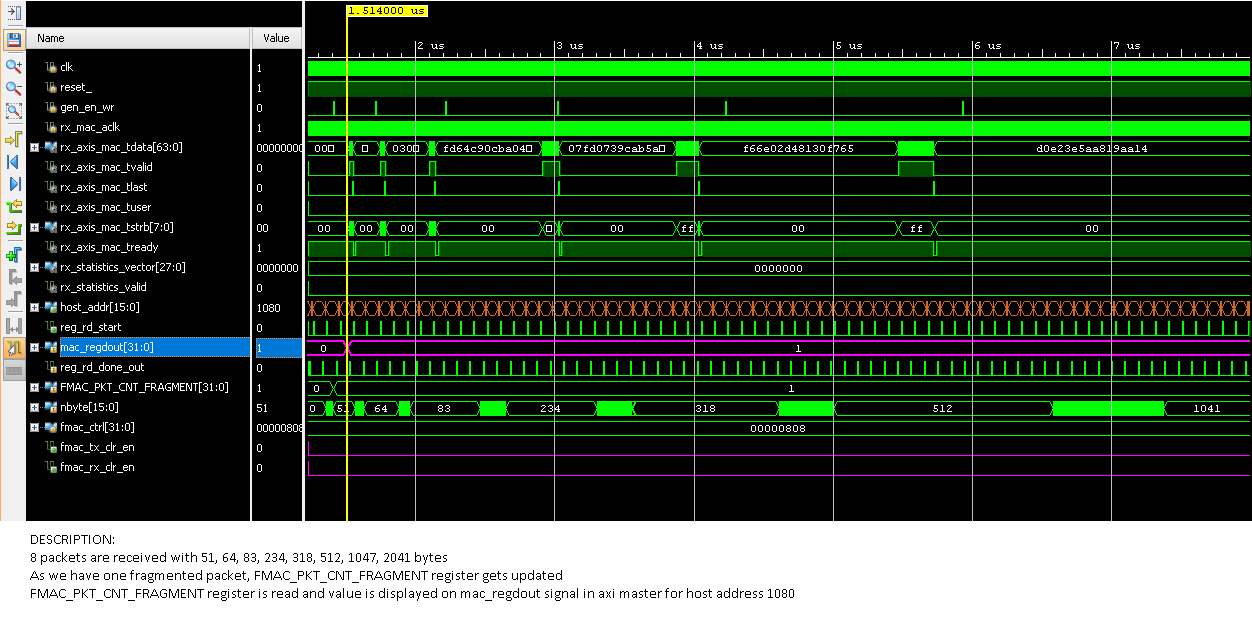 1.514000 us
Name Value
2 us 3 us 4 us 5 us 6 us 7 us
clk 1
reset_ 1
gen_en_wr 0
rx_mac_aclk 1
rx_axis_mac_tdata[63:0] 00000000 00 0300 fd64c90cba04 07fd0739cab5a f66e02d48130f765 d0e23e5aa819aa14
rx_axis_mac_tvalid 0
rx_axis_mac_tlast 0
rx_axis_mac_tuser 0
rx_axis_mac_tstrb[7:0] 00 00 00 00 00 00 ff 00 ff 00
rx_axis_mac_tready 1
rx_statistics_vector[27:0] 0000000 0000000
rx_statistics_valid 0
host_addr[15:0] 1080
reg_rd_start 0
mac_regdout[31:0] 1 0 1
reg_rd_done_out 0
FMAC_PKT_CNT_FRAGMENT[31:0] 1 0 1
nbyte[15:0] 51 0 51 64 83 234 318 512 1041
fmac_ctrl[31:0] 00000808 00000808
fmac_tx_clr_en 0
fmac_rx_clr_en 0
DESCRIPTION:
8 packets are received with 51, 64, 83, 234, 318, 512, 1047, 2041 bytes
As we have one fragmented packet, FMAC_PKT_CNT_FRAGMENT register gets updated
FMAC_PKT_CNT_FRAGMENT register is read and value is displayed on mac_regdout signal in axi master for host address 1080